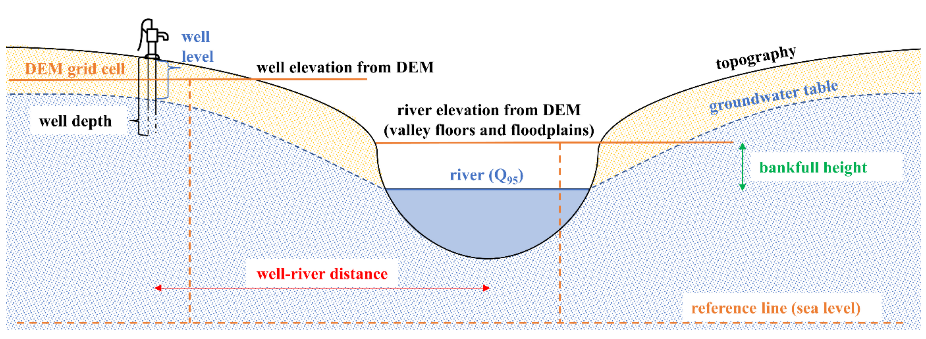 well
level
topography
DEM grid cell
well elevation from DEM
groundwater table
river elevation from DEM
(valley floors and floodplains)
well depth
bankfull height
river (Q₉₅)
well-river distance
reference line (sea level)